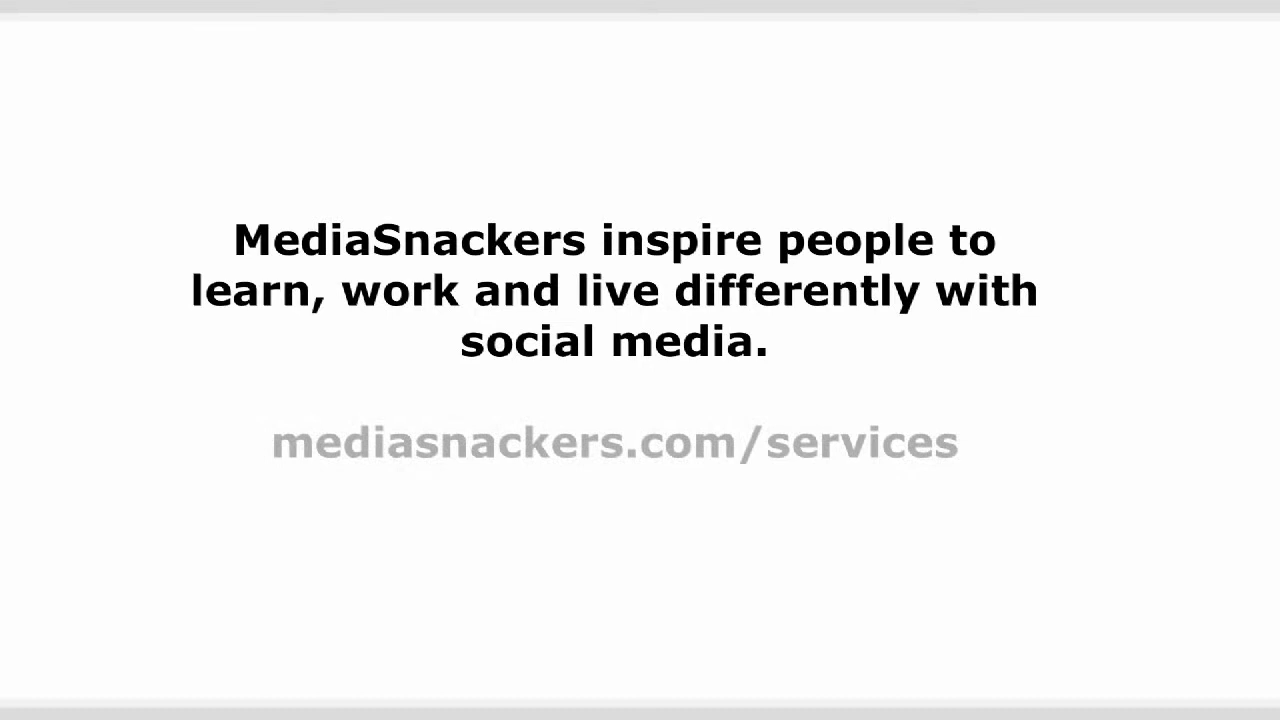 MediaSnackers inspire people to
learn, work and live differently with
social media.
mediasnackers.com/services